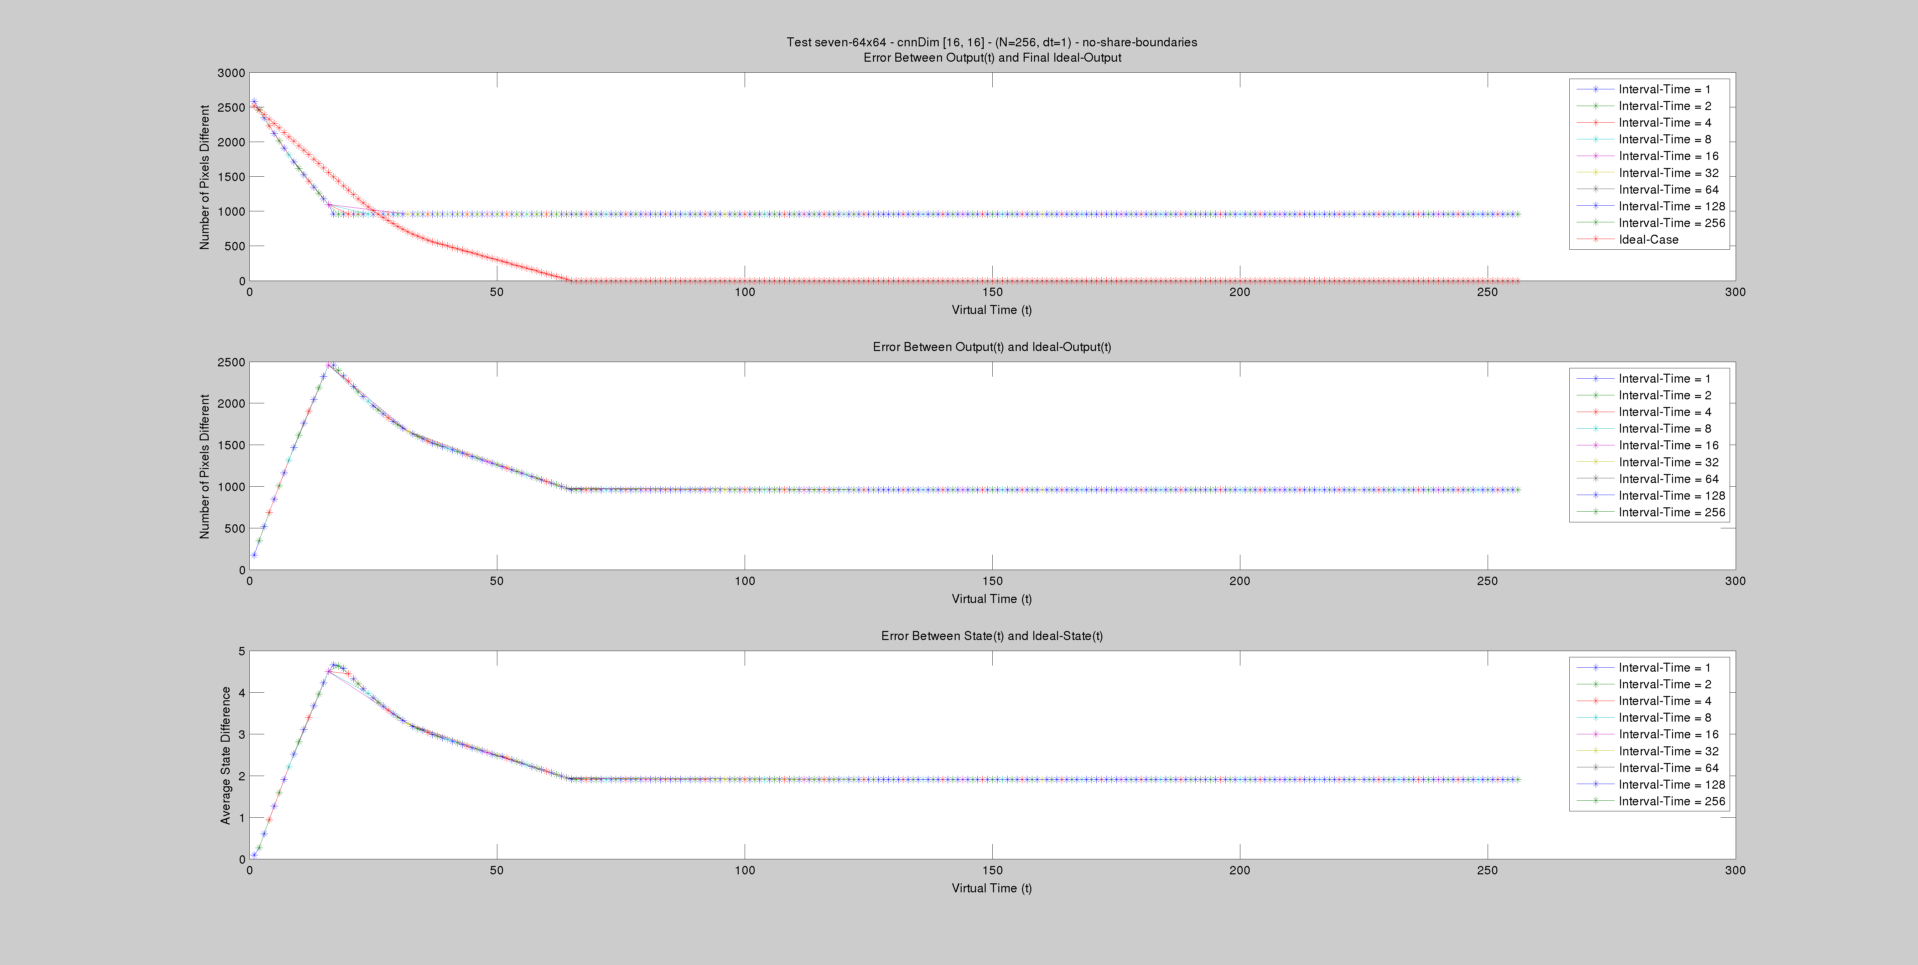 Test seven-64x64 - cnnDim [16, 16] - (N=256, dt=1) - no-share-boundaries
Error Between Output(t) and Final Ideal-Output
Number of Pixels Different
3000
2500
2000
1500
1000
500
0
0
50
100
150
200
250
300
Virtual Time (t)
Interval-Time = 1
Interval-Time = 2
Interval-Time = 4
Interval-Time = 8
Interval-Time = 16
Interval-Time = 32
Interval-Time = 64
Interval-Time = 128
Interval-Time = 256
Ideal-Case
Error Between Output(t) and Ideal-Output(t)
Number of Pixels Different
2500
2000
1500
1000
500
0
0
50
100
150
200
250
300
Virtual Time (t)
Interval-Time = 1
Interval-Time = 2
Interval-Time = 4
Interval-Time = 8
Interval-Time = 16
Interval-Time = 32
Interval-Time = 64
Interval-Time = 128
Interval-Time = 256
Error Between State(t) and Ideal-State(t)
Average State Difference
5
4
3
2
1
0
0
50
100
150
200
250
300
Virtual Time (t)
Interval-Time = 1
Interval-Time = 2
Interval-Time = 4
Interval-Time = 8
Interval-Time = 16
Interval-Time = 32
Interval-Time = 64
Interval-Time = 128
Interval-Time = 256